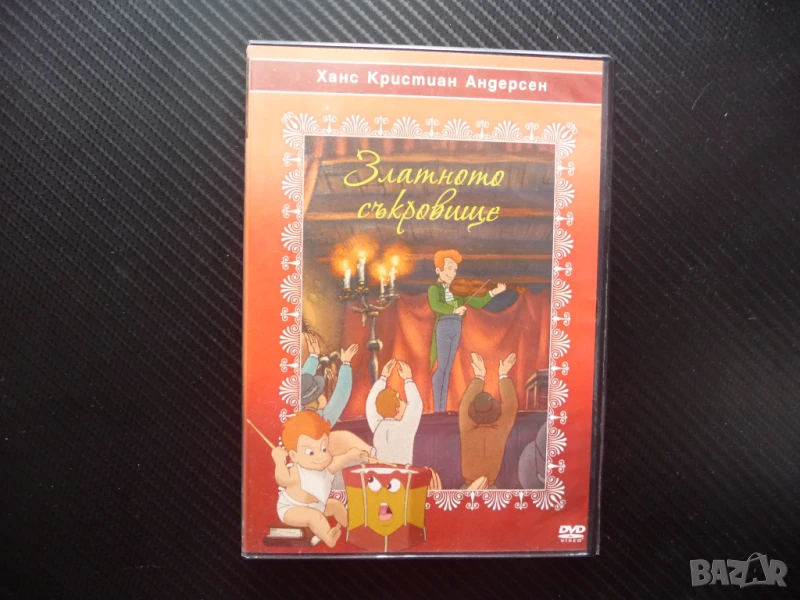 Ханс Кристиан Андерсен
Златното
съкровище
DVD
VIDEO
BAZAR